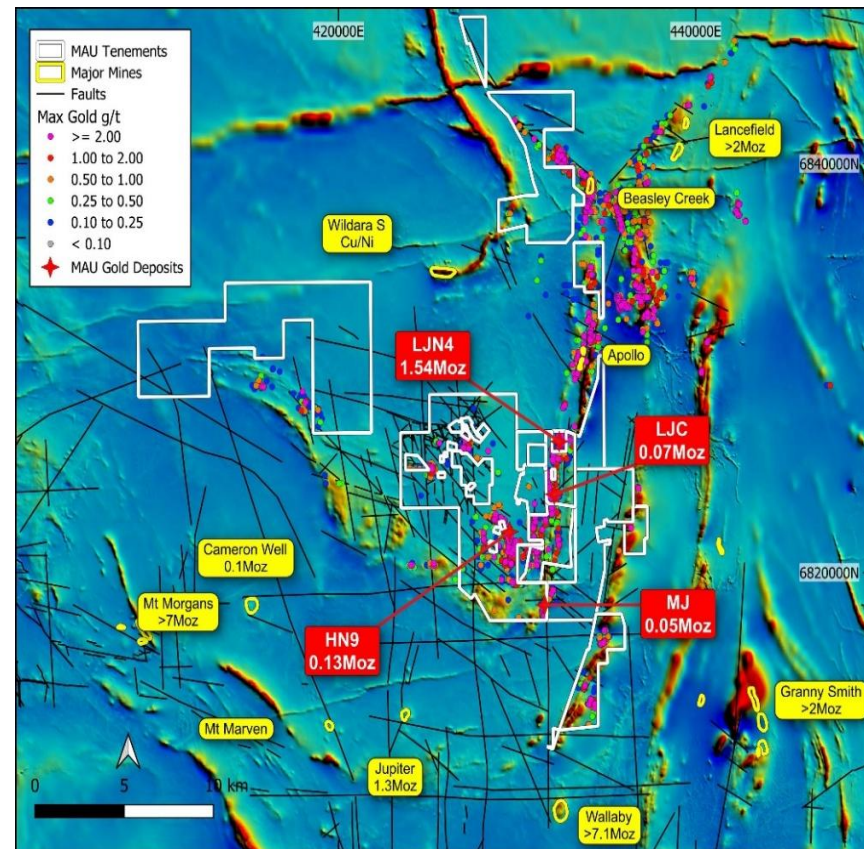 MAU Tenements
Major Mines
Faults
Max Gold g/t
>= 2.00
1.00 to 2.00
0.50 to 1.00
0.25 to 0.50
0.10 to 0.25
< 0.10
MAU Gold Deposits
420000E
440000E
Lancefield
>2Moz
6840000N
Beasley Creek
Wildara S
Cu/Ni
LJN4
1.54Moz
Apollo
LJC
0.07Moz
Cameron Well
0.1Moz
6820000N
Mt Morgans
>7Moz
HN9
0.13Moz
MJ
0.05Moz
Granny Smith
>2Moz
Mt Marven
Jupiter
1.3Moz
Wallaby
>7.1Moz
0 5 10 km